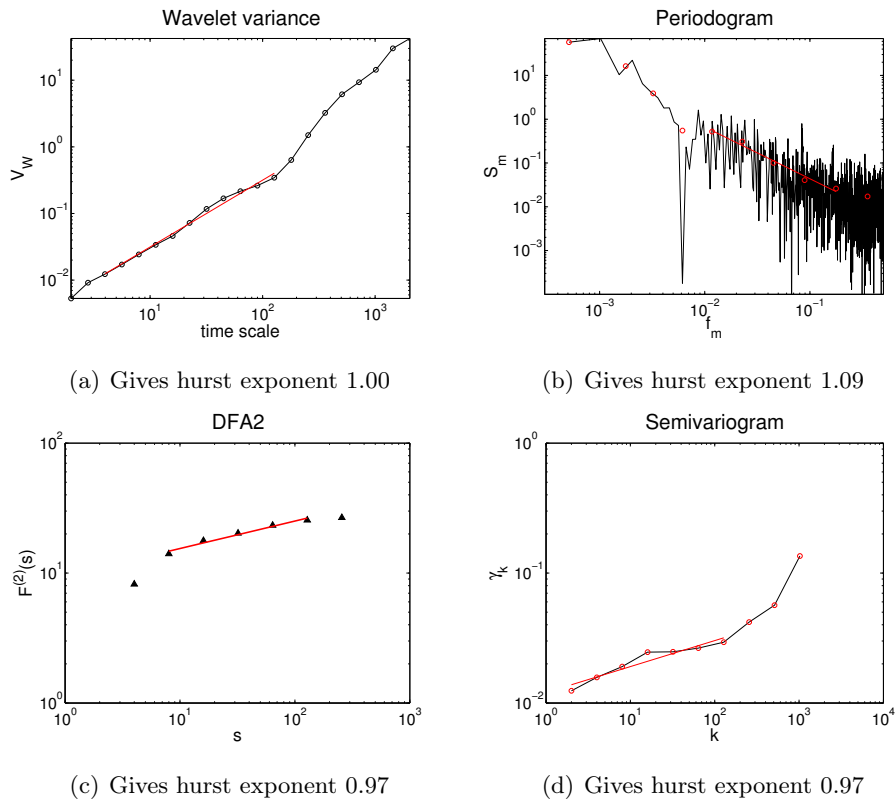 Wavelet variance
V_W
10^1
10^0
10^-1
10^-2
10^1
10^2
10^3
time scale
(a) Gives hurst exponent 1.00
Periodogram
S_m
10^1
10^0
10^-1
10^-2
10^-3
10^-3
10^-2
10^-1
f_m
(b) Gives hurst exponent 1.09
DFA2
F^(2)(s)
10^2
10^1
10^0
10^0
10^1
10^2
10^3
s
(c) Gives hurst exponent 0.97
Semivariogram
γ_k
10^0
10^-1
10^-2
10^0
10^1
10^2
10^3
10^4
k
(d) Gives hurst exponent 0.97